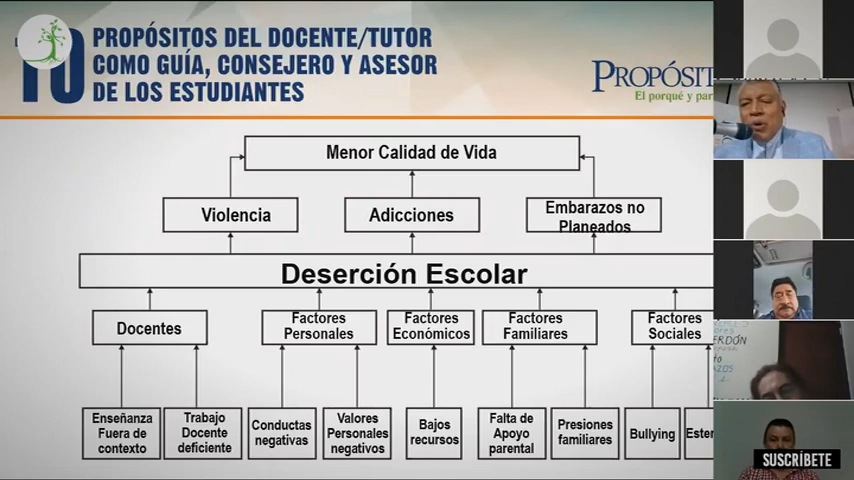 10
PROPÓSITOS DEL DOCENTE/TUTOR
COMO GUÍA, CONSEJERO Y ASESOR
DE LOS ESTUDIANTES
PROPÓSIT
El porqué y par
Menor Calidad de Vida
Violencia
Adicciones
Embarazos no
Planeados
Deserción Escolar
Docentes
Factores
Personales
Factores
Económicos
Factores
Familiares
Factores
Sociales
Enseñanza
Fuera de
contexto
Trabajo
Docente
deficiente
Conductas
negativas
Valores
Personales
negativos
Bajos
recursos
Falta de
Apoyo
parental
Presiones
familiares
Bullying
Ester
ERDÓN
SUSCRÍBETE